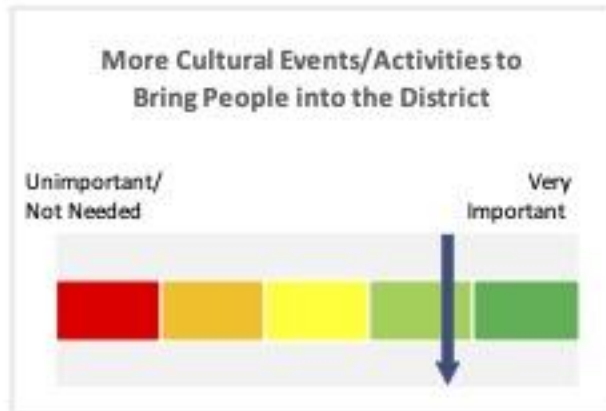 More Cultural Events/Activities to
Bring People into the District
Unimportant/
Not Needed
Very
Important